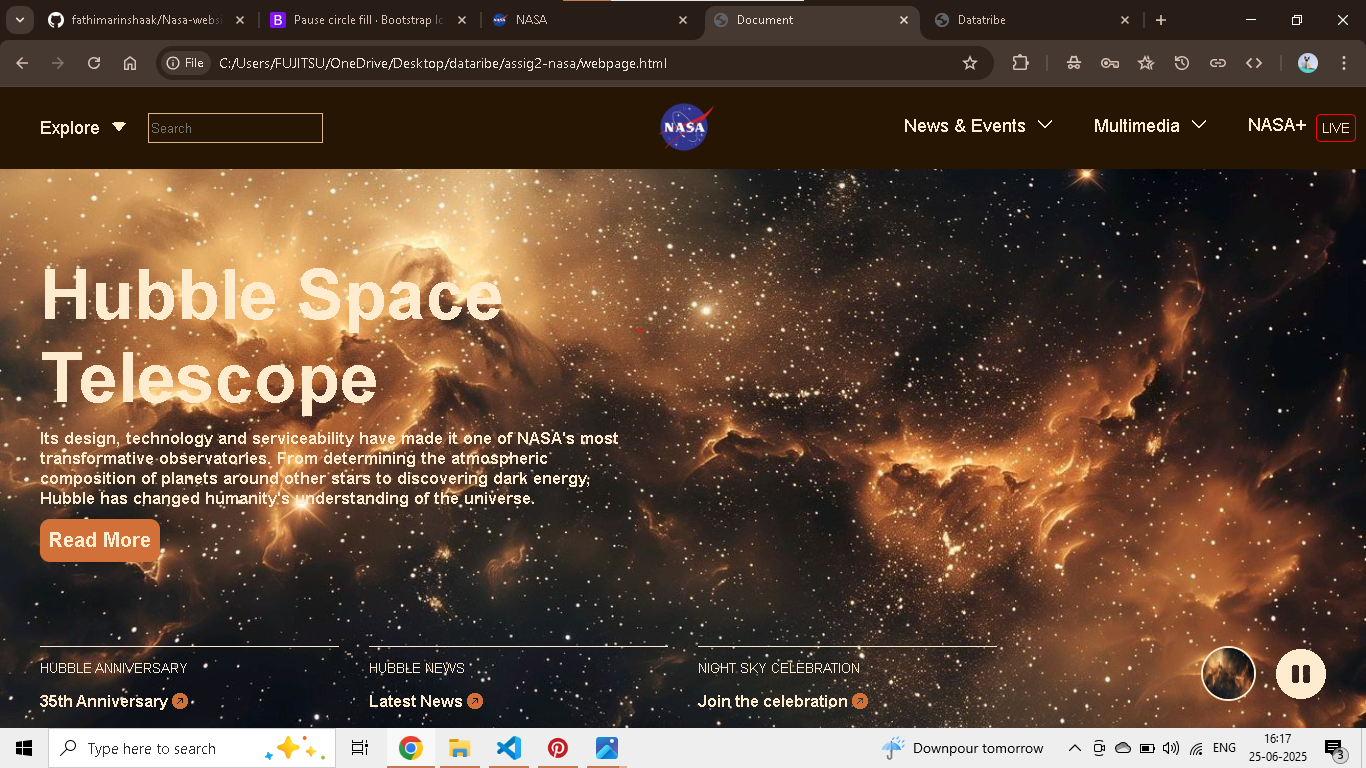 fathimarinshaak/Nasa-websi
Pause circle fill · Bootstrap Ic
NASA
Document
Datatribe
File
C:/Users/FUJITSU/OneDrive/Desktop/dataribe/assig2-nasa/webpage.html
Explore
Search
NASA
News & Events
Multimedia
NASA+
LIVE
Hubble Space
Telescope
Its design, technology and serviceability have made it one of NASA's most
transformative observatories. From determining the atmospheric
composition of planets around other stars to discovering dark energy,
Hubble has changed humanity's understanding of the universe.
Read More
HUBBLE ANNIVERSARY
HUBBLE NEWS
NIGHT SKY CELEBRATION
35th Anniversary
Latest News
Join the celebration
Type here to search
Downpour tomorrow
ENG
16:17
25-06-2025
3